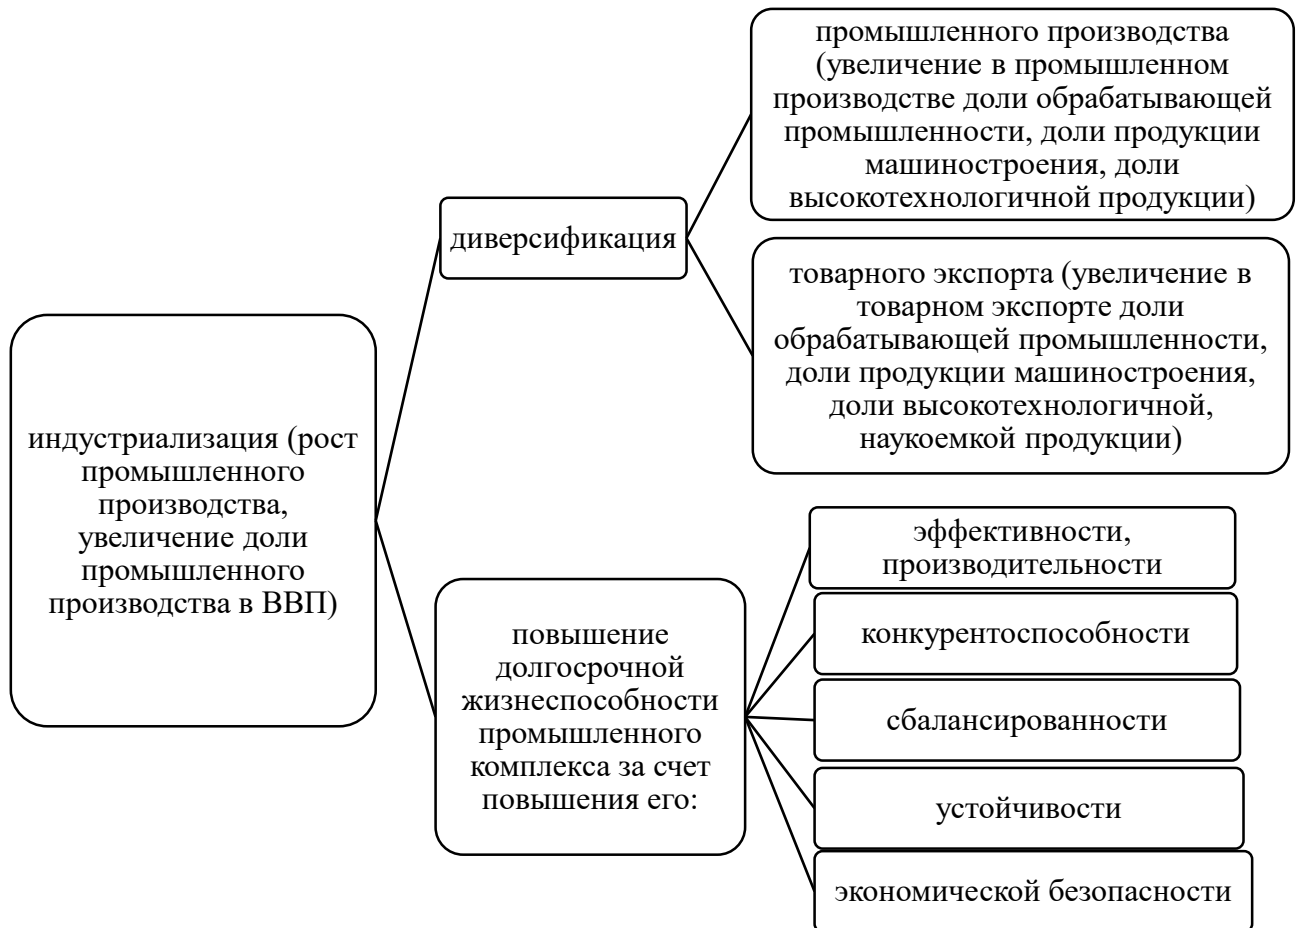 индустриализация (рост
промышленного
производства,
увеличение доли
промышленного
производства в ВВП)
диверсификация
промышленного производства
(увеличение в промышленном
производстве доли обрабатывающей
промышленности, доли продукции
машиностроения, доли
высокотехнологичной продукции)
товарного экспорта (увеличение в
товарном экспорте доли
обрабатывающей промышленности,
доли продукции машиностроения,
доли высокотехнологичной,
наукоемкой продукции)
повышение
долгосрочной
жизнеспособности
промышленного
комплекса за счет
повышения его:
эффективности,
производительности
конкурентоспособности
сбалансированности
устойчивости
экономической безопасности